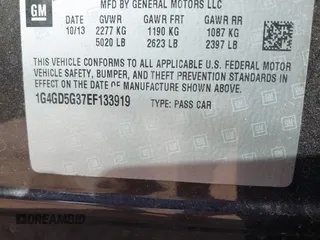 GM
MFD BY GENERAL MOTORS LLC
10/13 GVWR GAWR FRT GAWR RR
2277 KG 1190 KG 1087 KG
5020 LB 2623 LB 2397 LB
THIS VEHICLE CONFORMS TO ALL APPLICABLE U.S. FEDERAL MOTOR
VEHICLE SAFETY, BUMPER, AND THEFT PREVENTION STANDARDS IN
EFFECT ON THE DATE OF MANUFACTURE SHOWN ABOVE.
1G4GD5G37EF133919 TYPE: PASS CAR
DREAMBID